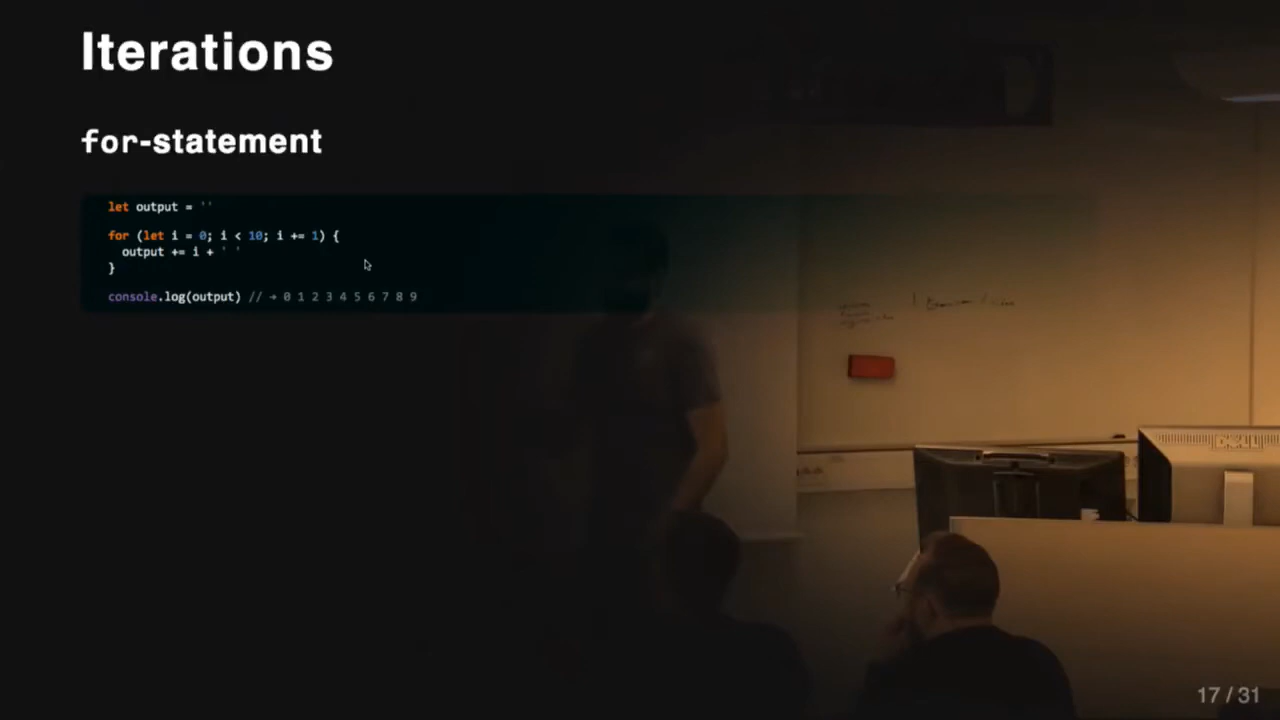 Iterations
for-statement
let output = ''
for (let i = 0; i < 10; i += 1) {
output += i + ' '
}
console.log(output) // → 0 1 2 3 4 5 6 7 8 9
DELL
17 / 31